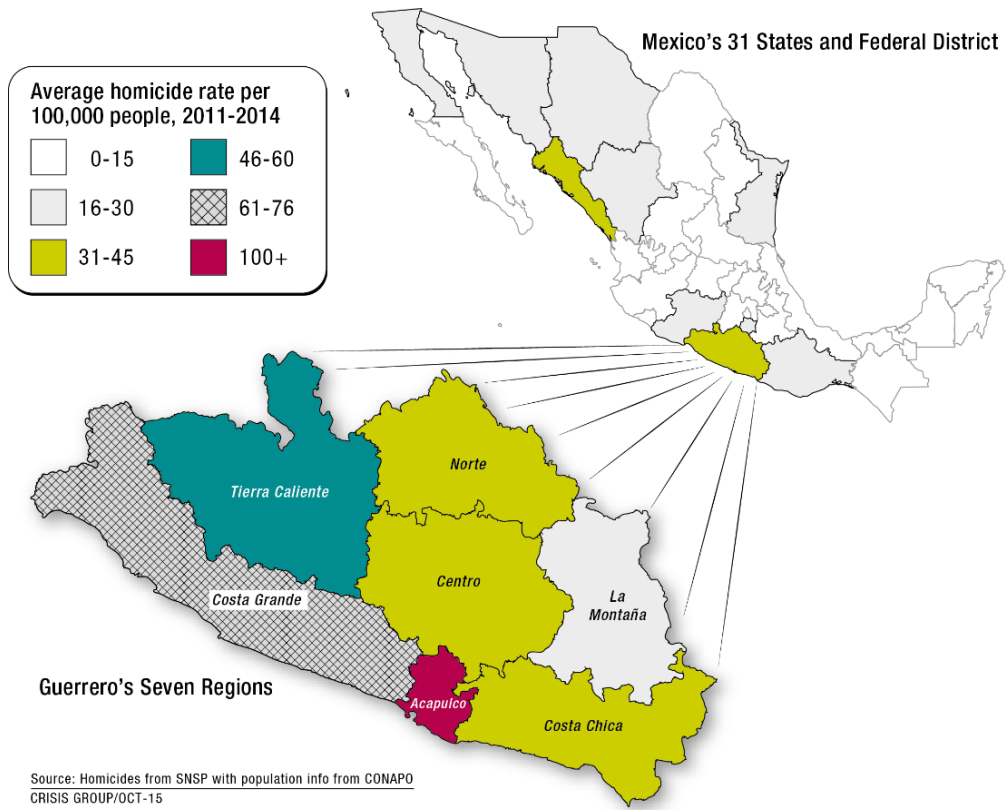 Mexico's 31 States and Federal District
Average homicide rate per
100,000 people, 2011-2014
0-15
46-60
16-30
61-76
31-45
100+
Norte
Tierra Caliente
Centro
La
Montaña
Costa Grande
Guerrero's Seven Regions
Acapulco
Costa Chica
Source: Homicides from SNSP with population info from CONAPO
CRISIS GROUP/OCT-15